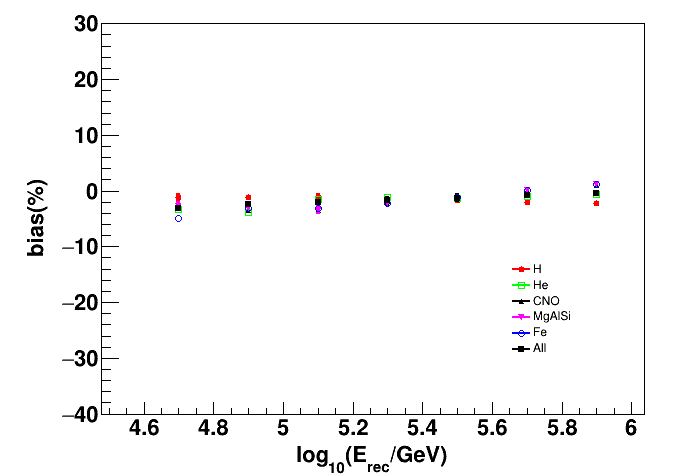 30
20
10
0
−10
−20
−30
−40
bias(%)
H
He
CNO
MgAlSi
Fe
All
4.6 4.8 5 5.2 5.4 5.6 5.8 6
log10(Erec/GeV)